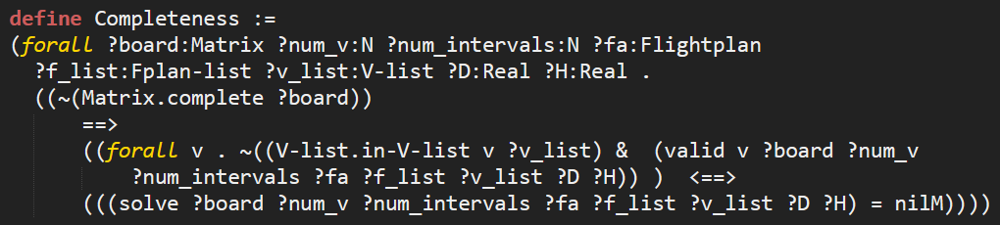 define Completeness :=
(forall ?board:Matrix ?num_v:N ?num_intervals:N ?fa:Flightplan
?f_list:Fplan-list ?v_list:V-list ?D:Real ?H:Real .
((~(Matrix.complete ?board))
==>
((forall v . ~((V-list.in-V-list v ?v_list) &  (valid v ?board ?num_v
?num_intervals ?fa ?f_list ?v_list ?D ?H)) )  <==>
(((solve ?board ?num_v ?num_intervals ?fa ?f_list ?v_list ?D ?H) = nilM))))